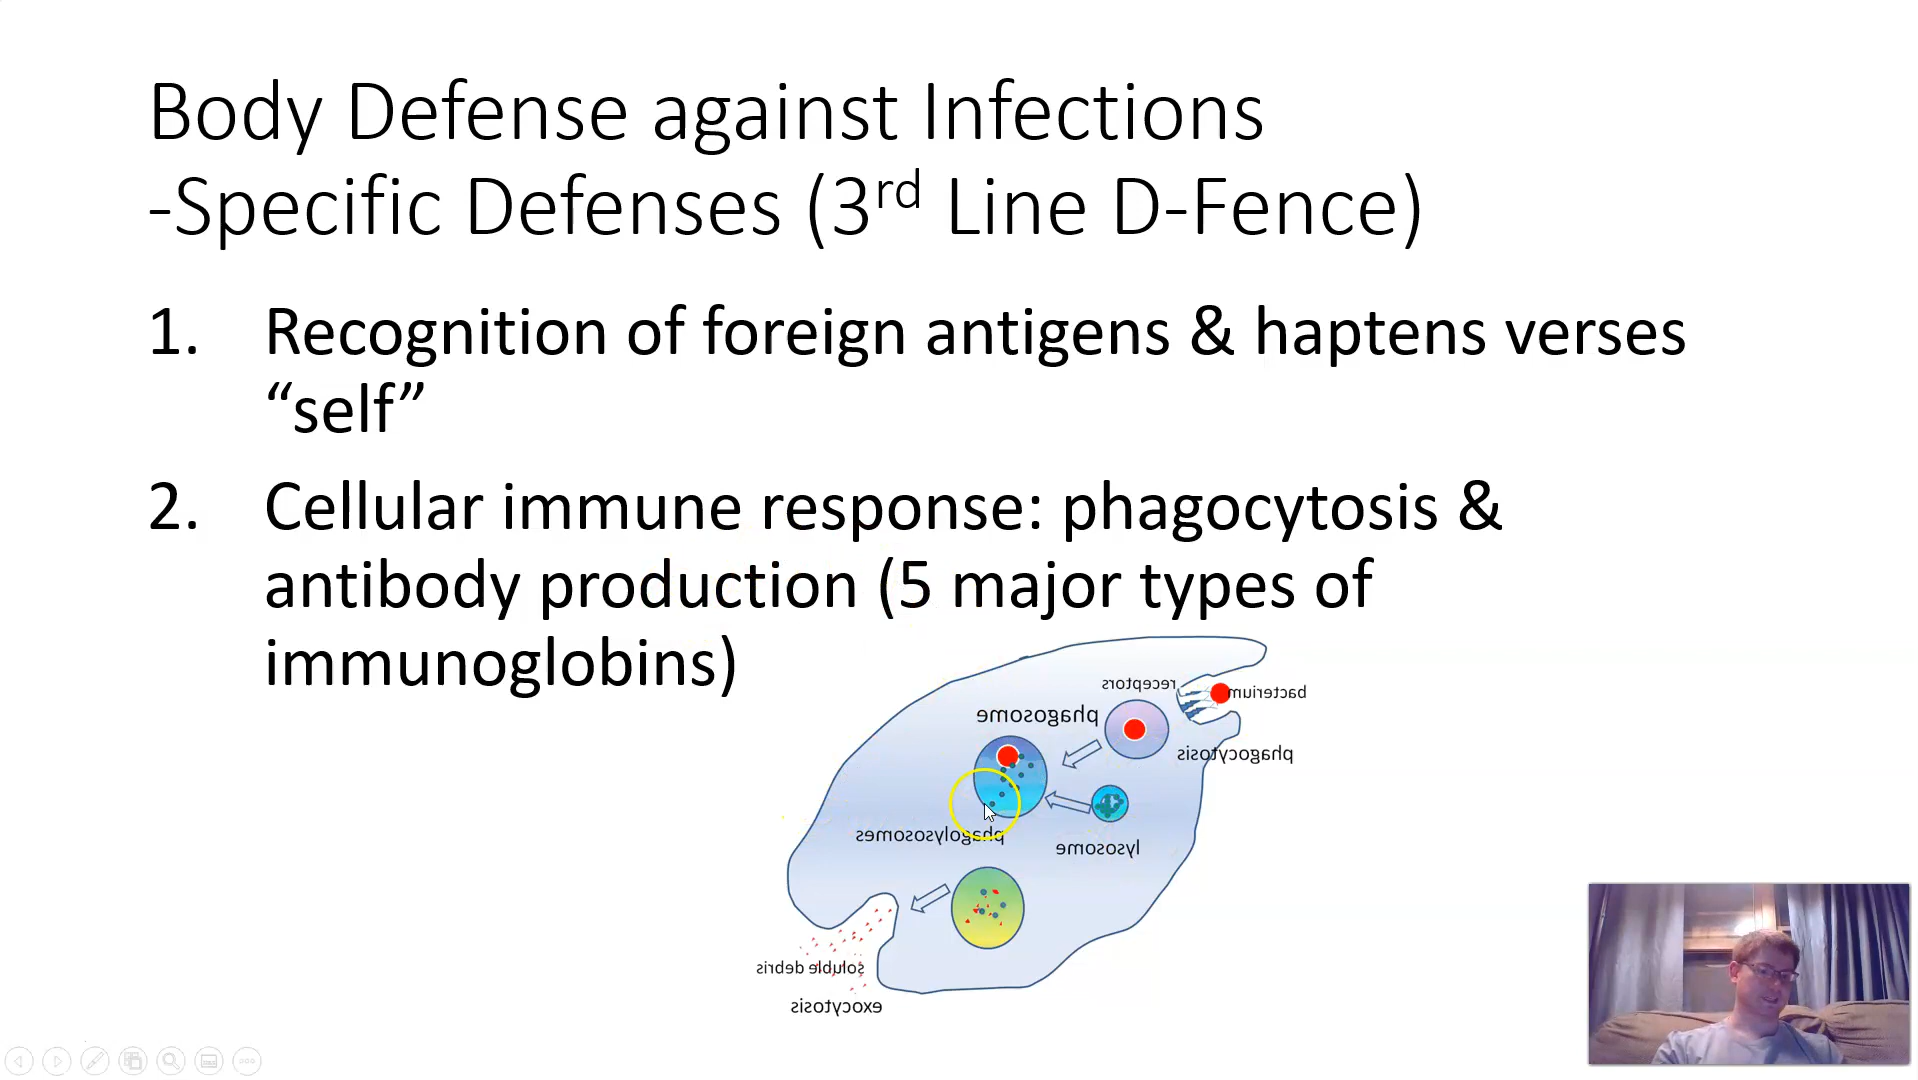 Body Defense against Infections
-Specific Defenses (3rd Line D-Fence)
1. Recognition of foreign antigens & haptens verses
“self”
2. Cellular immune response: phagocytosis &
antibody production (5 major types of
immunoglobins)
receptors
bacterium
phagosome
phagocytosis
phagolysosomes
lysosome
soluble debris
exocytosis